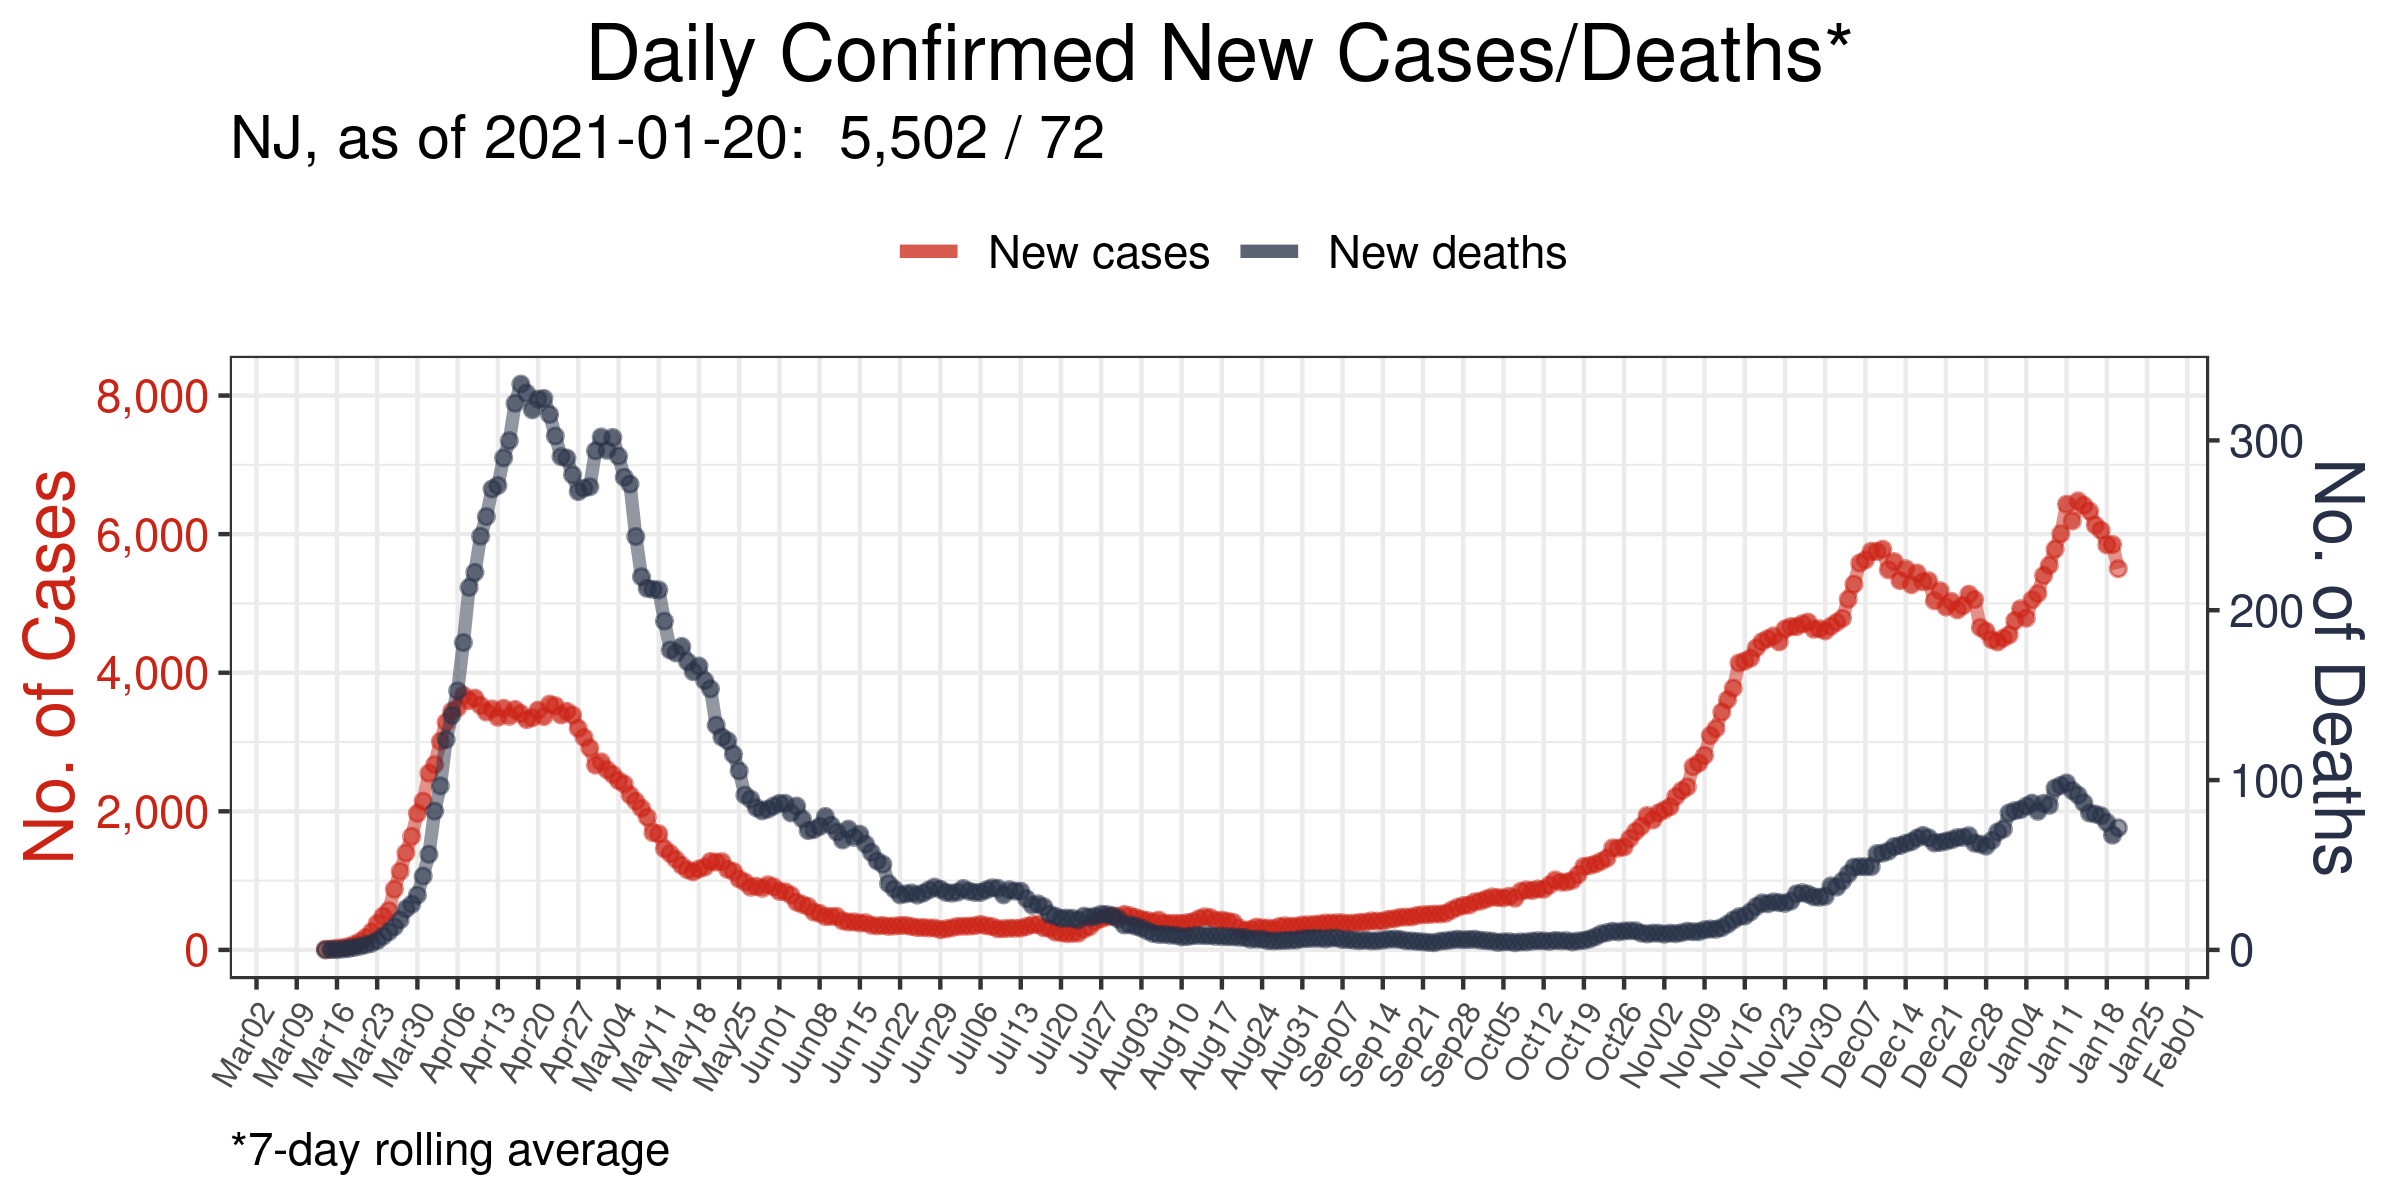 Daily Confirmed New Cases/Deaths*
NJ, as of 2021-01-20:  5,502 / 72
New cases
New deaths
No. of Cases
8,000
6,000
4,000
2,000
0
300
200
100
0
No. of Deaths
Mar02
Mar09
Mar16
Mar23
Mar30
Apr06
Apr13
Apr20
Apr27
May04
May11
May18
May25
Jun01
Jun08
Jun15
Jun22
Jun29
Jul06
Jul13
Jul20
Jul27
Aug03
Aug10
Aug17
Aug24
Aug31
Sep07
Sep14
Sep21
Sep28
Oct05
Oct12
Oct19
Oct26
Nov02
Nov09
Nov16
Nov23
Nov30
Dec07
Dec14
Dec21
Dec28
Jan04
Jan11
Jan18
Jan25
Feb01
*7-day rolling average